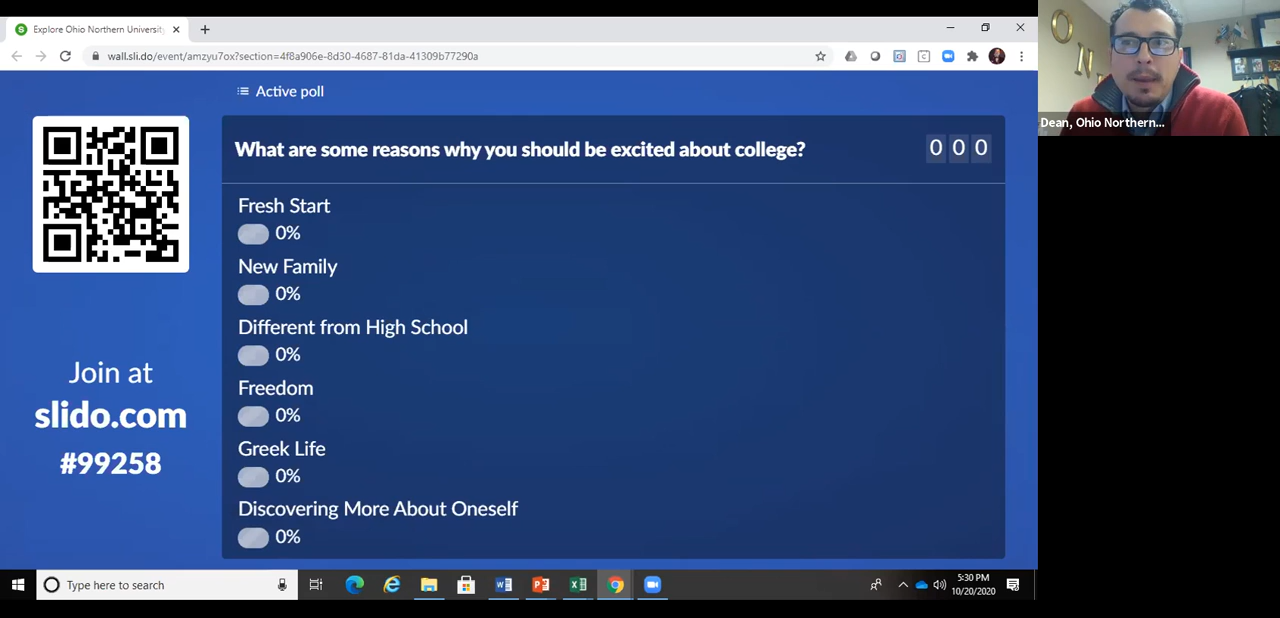 Explore Ohio Northern University
wall.sli.do/event/amzyu7ox?section=4f8a906e-8d30-4687-81da-41309b77290a
Active poll
What are some reasons why you should be excited about college?
0 0 0
Fresh Start
0%
New Family
0%
Different from High School
0%
Freedom
0%
Greek Life
0%
Discovering More About Oneself
0%
Join at
slido.com
#99258
Dean, Ohio Northern...
O
N
Type here to search
5:30 PM
10/20/2020